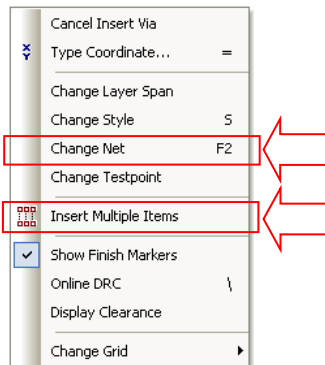 Cancel Insert Via
Type Coordinate... =
Change Layer Span
Change Style S
Change Net F2
Change Testpoint
Insert Multiple Items
Show Finish Markers
Online DRC \
Display Clearance
Change Grid